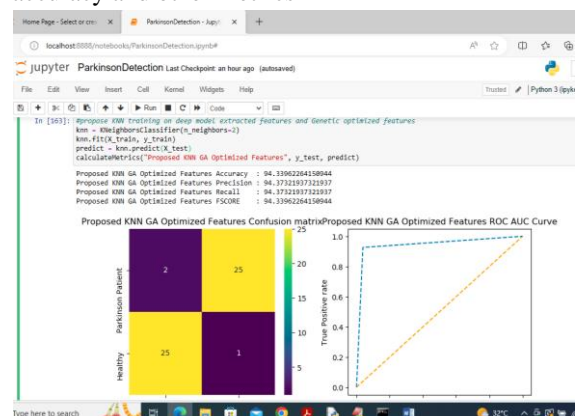 Home Page - Select or cre
ParkinsonDetection - Jupyt
localhost:8888/notebooks/ParkinsonDetection.ipynb#
jupyter ParkinsonDetection Last Checkpoint: an hour ago (autosaved)
File Edit View Insert Cell Kernel Widgets Help Trusted Python 3 (ipyk
Run Code
In [163]: #propose KNN training on deep model extracted features and Genetic optimized features
knn = KNeighborsClassifier(n_neighbors=2)
knn.fit(X_train, y_train)
predict = knn.predict(X_test)
calculateMetrics("Proposed KNN GA Optimized Features", y_test, predict)
Proposed KNN GA Optimized Features Accuracy : 94.33962264150944
Proposed KNN GA Optimized Features Precision : 94.37321937321937
Proposed KNN GA Optimized Features Recall : 94.37321937321937
Proposed KNN GA Optimized Features FSCORE : 94.33962264150944
Proposed KNN GA Optimized Features Confusion matrix
Parkinson Patient
Healthy
2 25
25 1
25
20
15
10
5
Proposed KNN GA Optimized Features ROC AUC Curve
True Positive rate
1.0
0.8
0.6
0.4
0.2
0.0
Type here to search
32°C